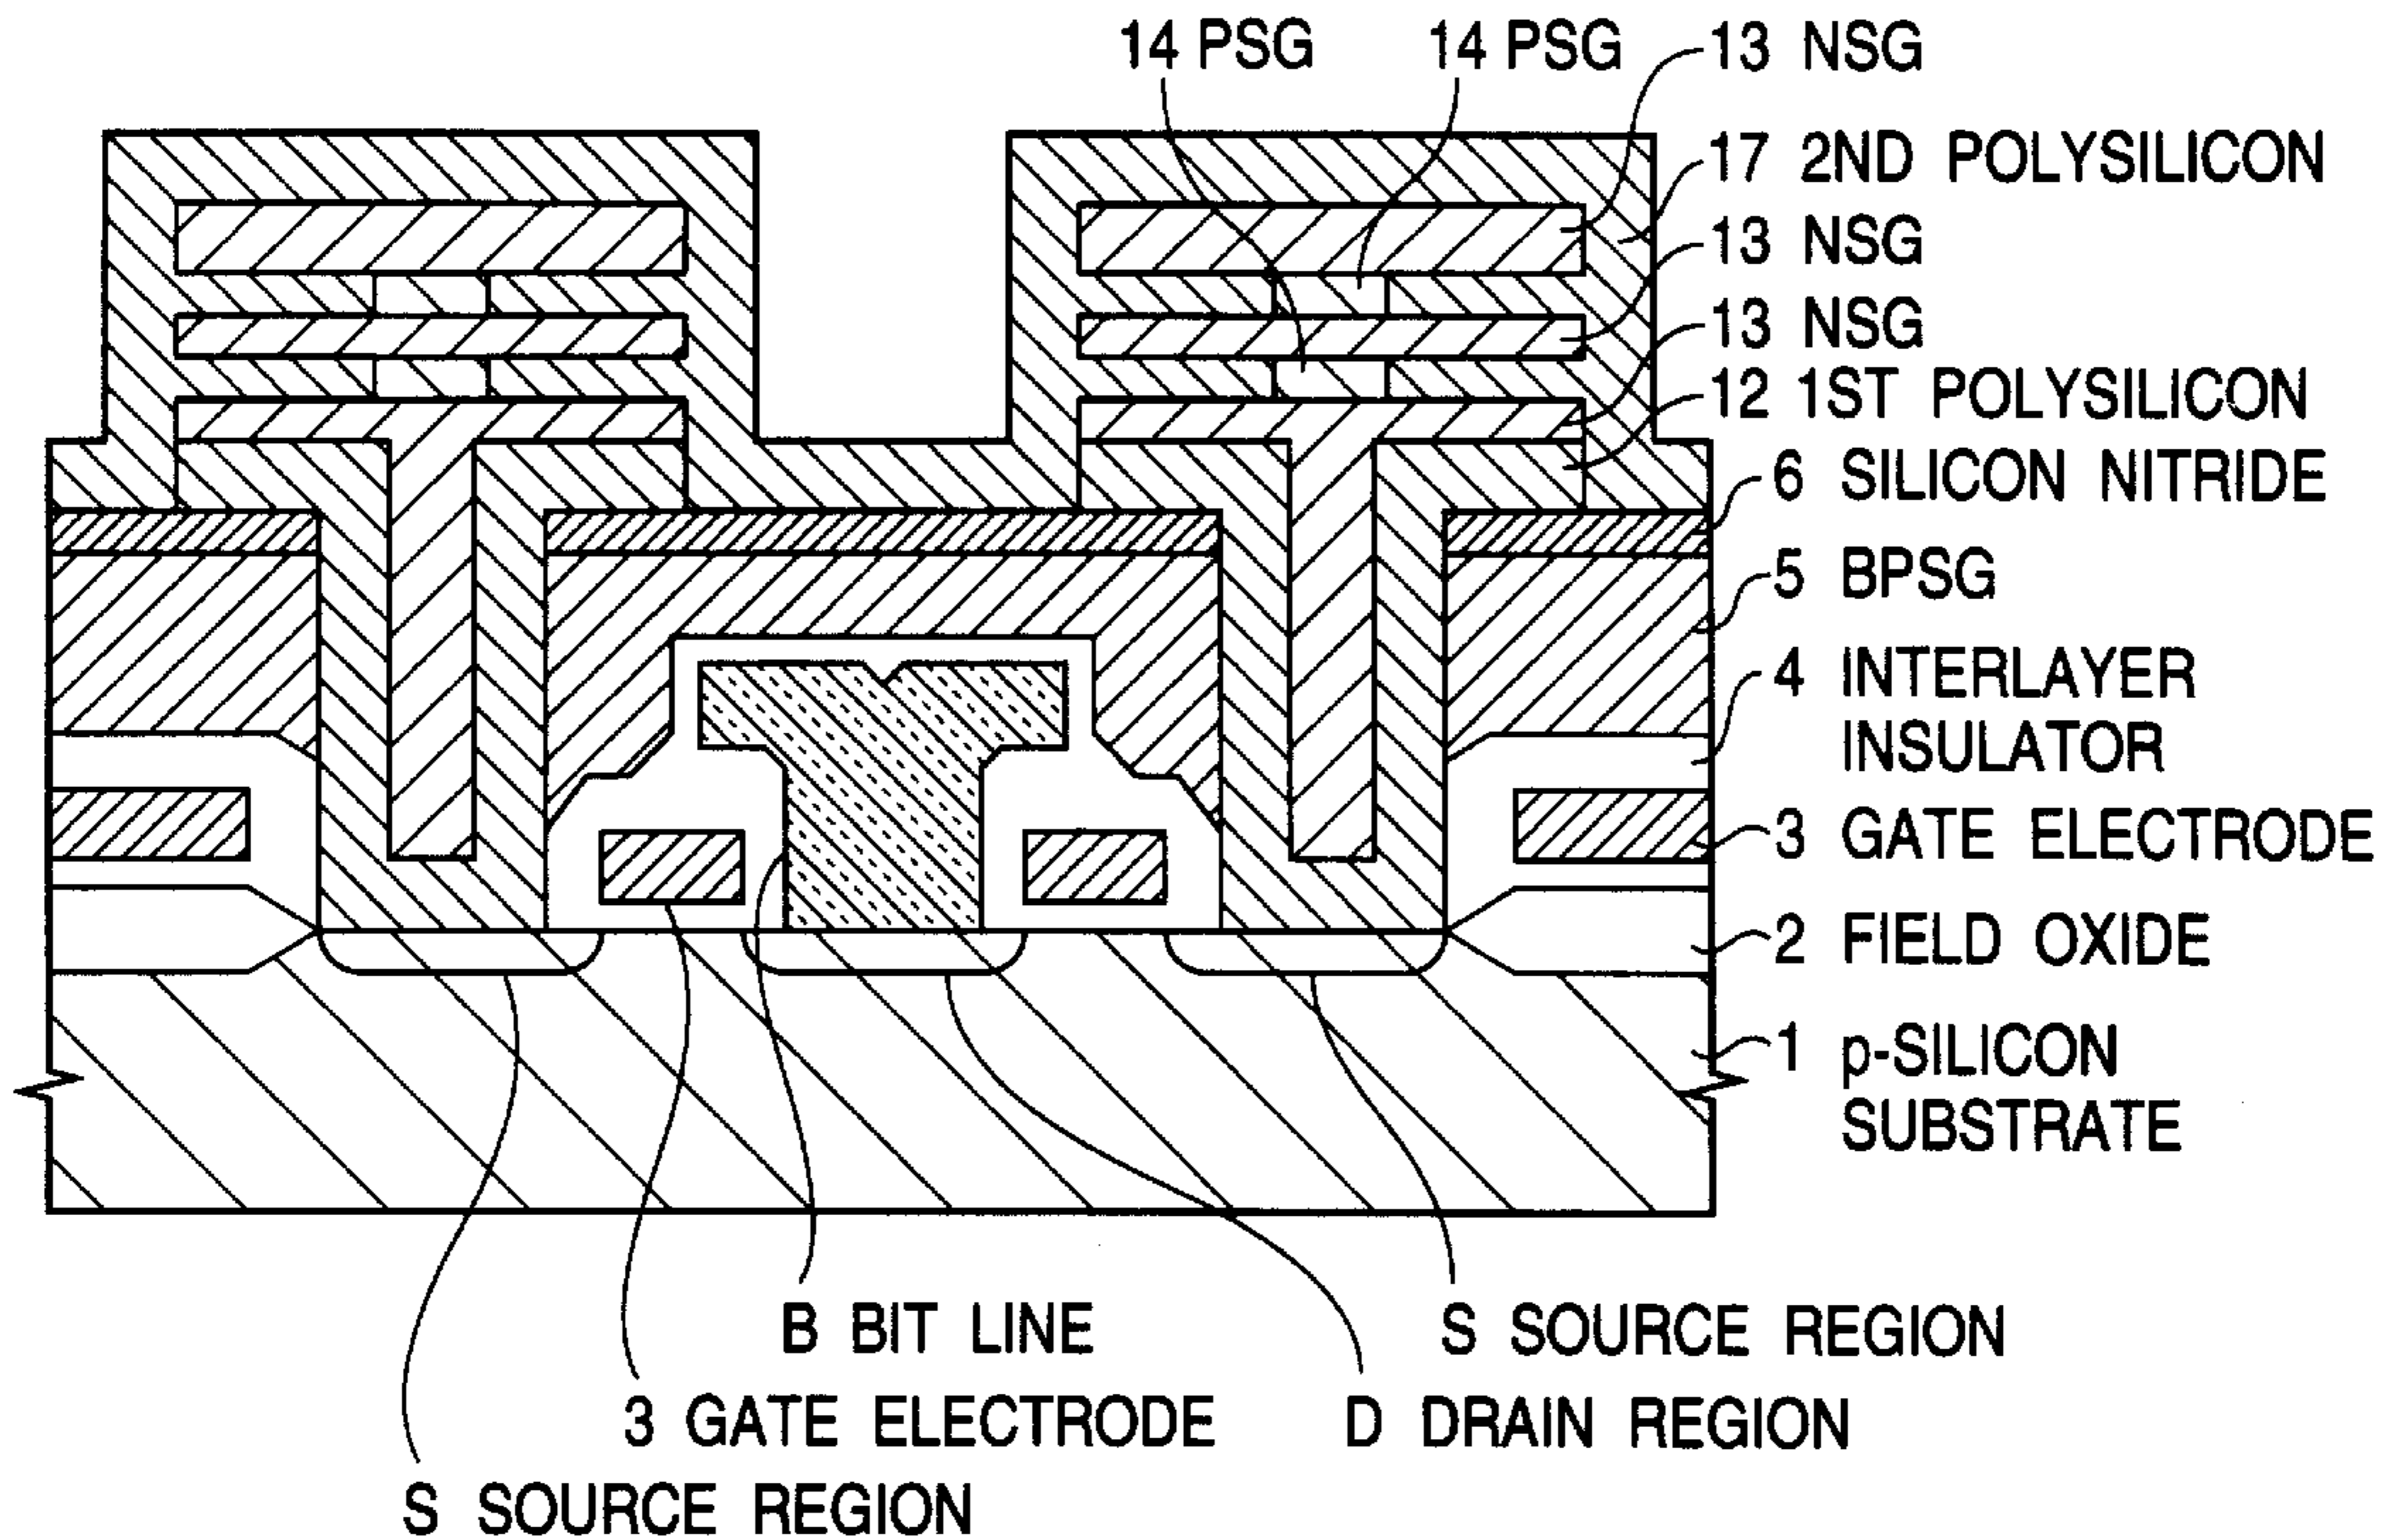 14 PSG 14 PSG 13 NSG
17 2ND POLYSILICON
13 NSG
13 NSG
12 1ST POLYSILICON
6 SILICON NITRIDE
5 BPSG
4 INTERLAYER
INSULATOR
3 GATE ELECTRODE
2 FIELD OXIDE
1 p-SILICON
SUBSTRATE
B BIT LINE S SOURCE REGION
3 GATE ELECTRODE D DRAIN REGION
S SOURCE REGION